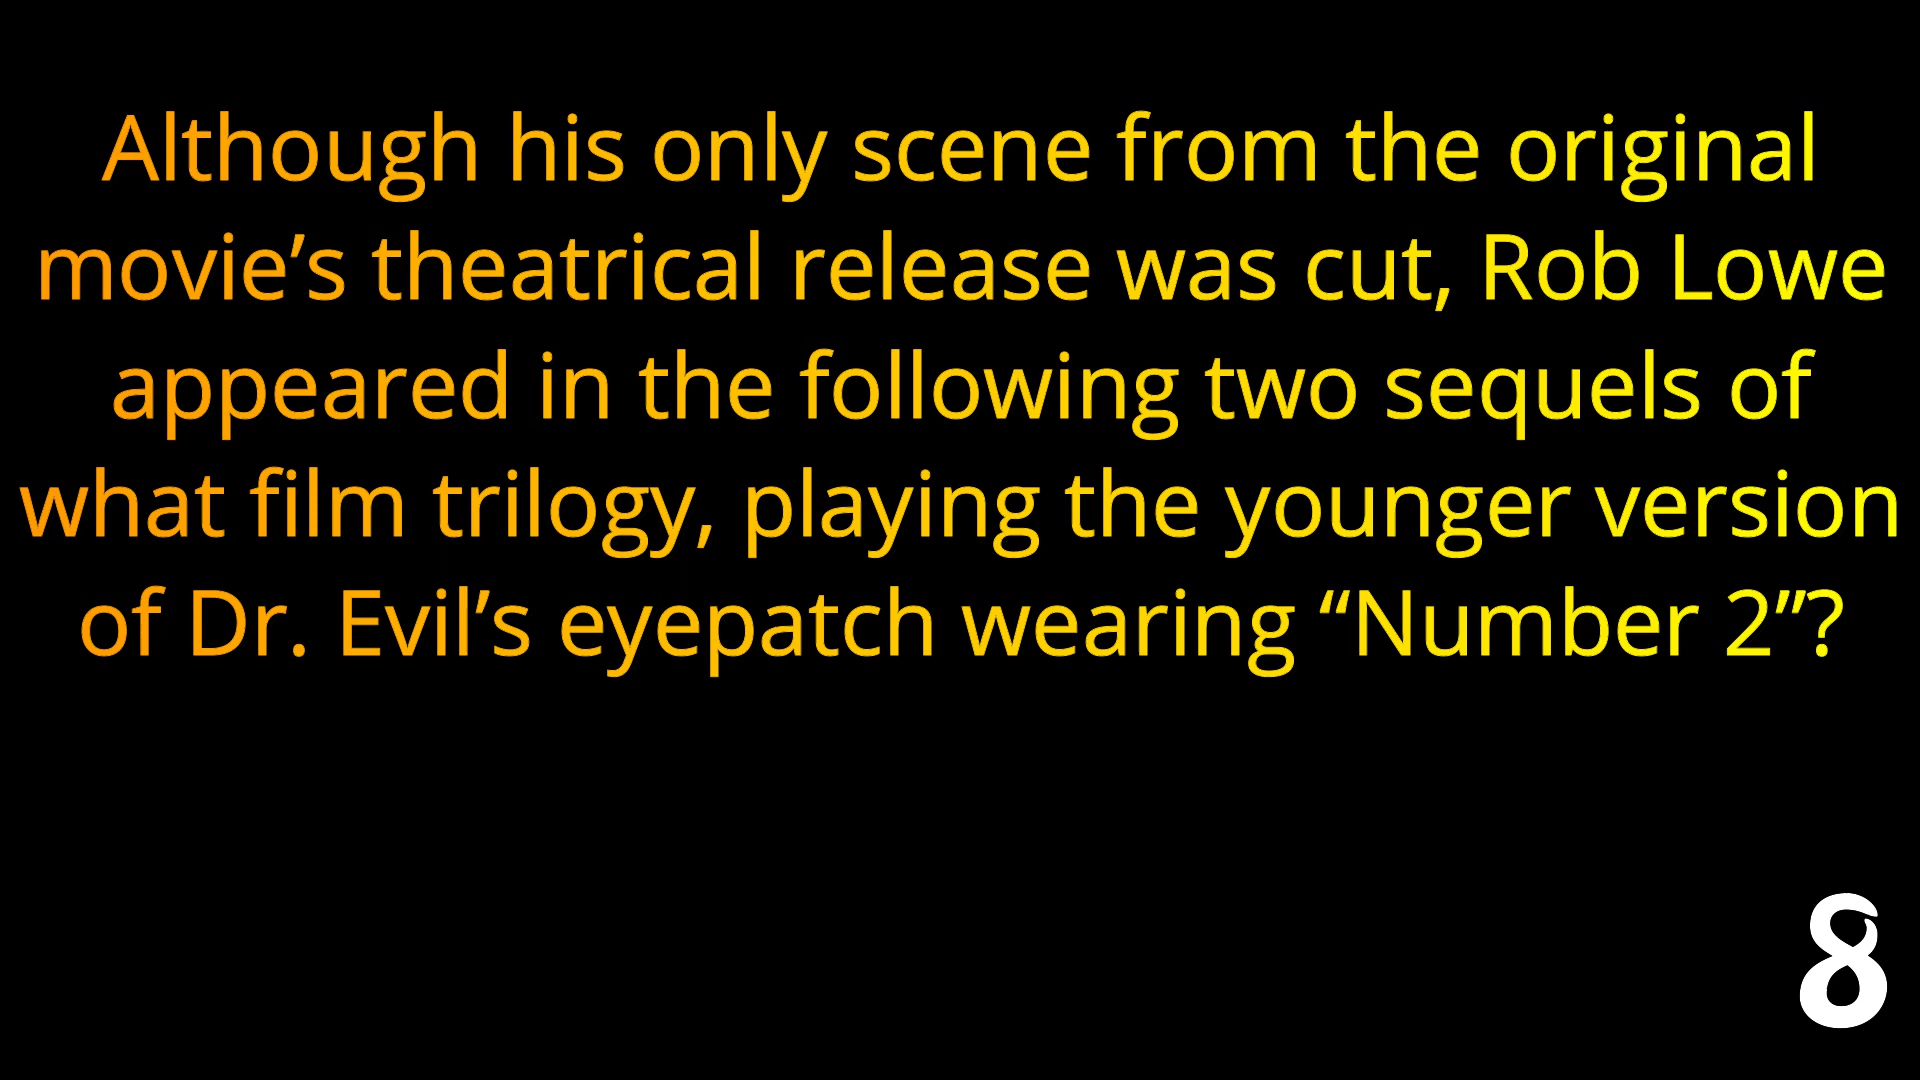 Although his only scene from the original
movie’s theatrical release was cut, Rob Lowe
appeared in the following two sequels of
what film trilogy, playing the younger version
of Dr. Evil’s eyepatch wearing “Number 2”?
8